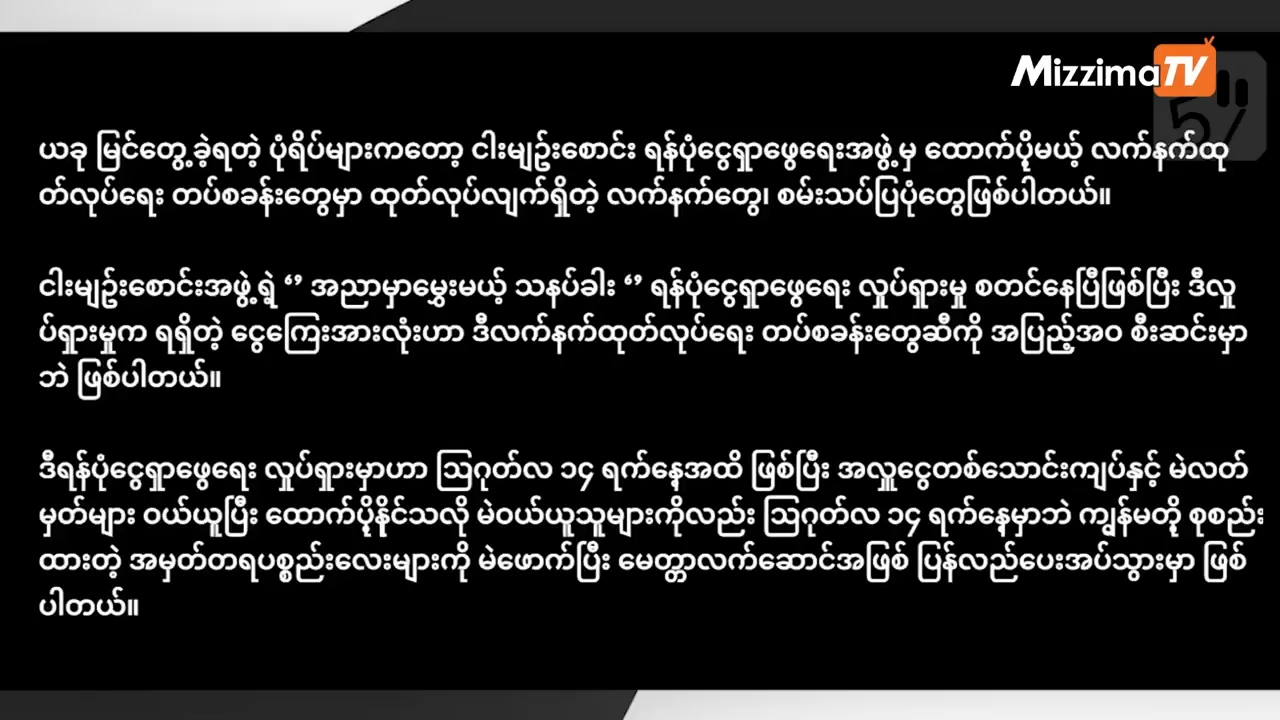 MizzimaTV
ယခု မြင်တွေ့ခဲ့ရတဲ့ ပုံရိပ်များကတော့ ငါးမျဥ်းစောင်း ရန်ပုံငွေရှာဖွေရေးအဖွဲ့မှ ထောက်ပို့မယ့် လက်နက်ထု
တ်လုပ်ရေး တပ်စခန်းတွေမှာ ထုတ်လုပ်လျက်ရှိတဲ့ လက်နက်တွေ၊ စမ်းသပ်ပြပုံတွေဖြစ်ပါတယ်။
ငါးမျဥ်းစောင်းအဖွဲ့ရဲ့ “” အညာမှာမွှေးမယ့် သနပ်ခါး “” ရန်ပုံငွေရှာဖွေရေး လှုပ်ရှားမှု စတင်နေပြီဖြစ်ပြီး ဒီလှု
ပ်ရှားမှုက ရရှိတဲ့ ငွေကြေးအားလုံးဟာ ဒီလက်နက်ထုတ်လုပ်ရေး တပ်စခန်းတွေဆီကို အပြည့်အဝ စီးဆင်းမှာ
ဘဲ ဖြစ်ပါတယ်။
ဒီရန်ပုံငွေရှာဖွေရေး လှုပ်ရှားမှာဟာ ဩဂုတ်လ ၁၄ ရက်နေ့အထိ ဖြစ်ပြီး အလှူငွေတစ်သောင်းကျပ်နှင့် မဲလတ်
မှတ်များ ဝယ်ယူပြီး ထောက်ပို့နိုင်သလို မဲဝယ်ယူသူများကိုလည်း ဩဂုတ်လ ၁၄ ရက်နေ့မှာဘဲ ကျွန်မတို့ စုစည်း
ထားတဲ့ အမှတ်တရပစ္စည်းလေးများကို မဲဖောက်ပြီး မေတ္တာလက်ဆောင်အဖြစ် ပြန်လည်ပေးအပ်သွားမှာ ဖြစ်
ပါတယ်။